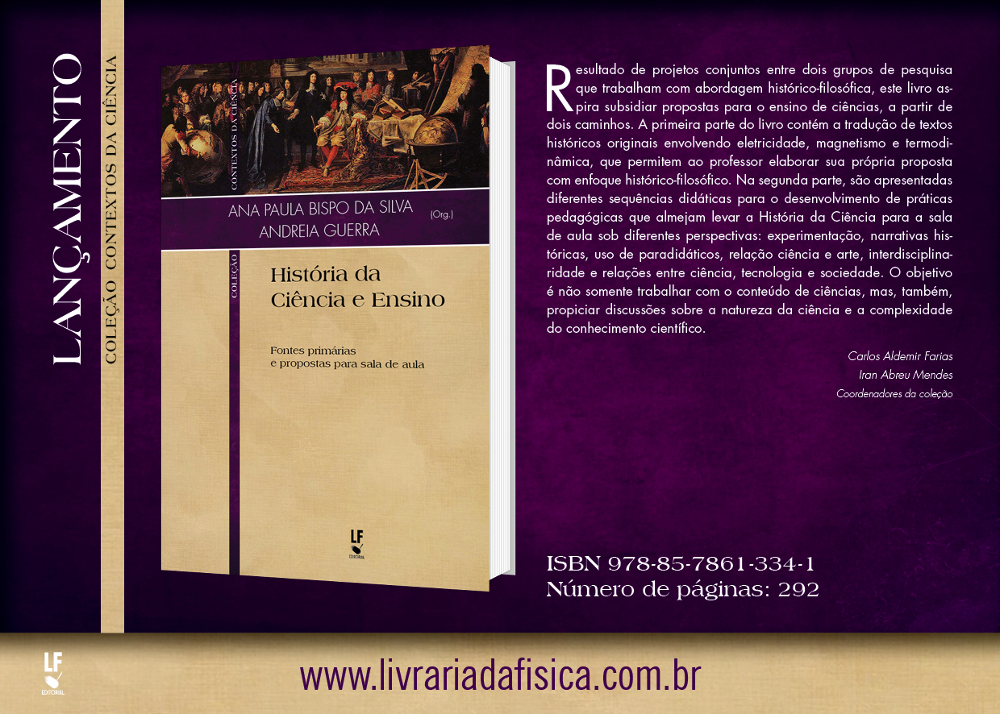 LANÇAMENTO
COLEÇÃO CONTEXTOS DA CIÊNCIA
CONTEXTOS DA CIÊNCIA
ANA PAULA BISPO DA SILVA
ANDREIA GUERRA
(Org.)
COLEÇÃO
História da
Ciência e Ensino
Fontes primárias
e propostas para sala de aula
LF
EDITORIAL
Resultado de projetos conjuntos entre dois grupos de pesquisa
que trabalham com abordagem histórico-filosófica, este livro as-
pira subsidiar propostas para o ensino de ciências, a partir de
dois caminhos. A primeira parte do livro contém a tradução de textos
históricos originais envolvendo eletricidade, magnetismo e termodi-
nâmica, que permitem ao professor elaborar sua própria proposta
com enfoque histórico-filosófico. Na segunda parte, são apresentadas
diferentes sequências didáticas para o desenvolvimento de práticas
pedagógicas que almejam levar a História da Ciência para a sala
de aula sob diferentes perspectivas: experimentação, narrativas his-
tóricas, uso de paradidáticos, relação ciência e arte, interdisciplina-
ridade e relações entre ciência, tecnologia e sociedade. O objetivo
é não somente trabalhar com o conteúdo de ciências, mas, também,
propiciar discussões sobre a natureza da ciência e a complexidade
do conhecimento científico.
Carlos Aldemir Farias
Iran Abreu Mendes
Coordenadores da coleção
ISBN 978-85-7861-334-1
Número de páginas: 292
LF
EDITORIAL
www.livrariadafisica.com.br